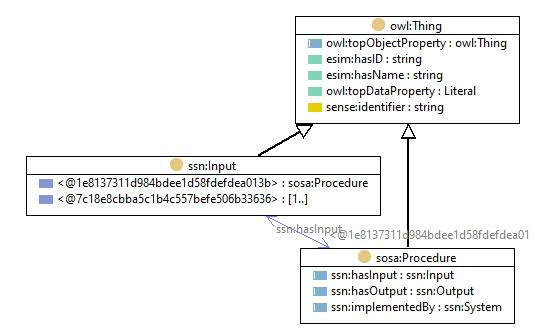 owl:Thing
owl:topObjectProperty : owl:Thing
esim:hasID : string
esim:hasName : string
owl:topDataProperty : Literal
sense:identifier : string
ssn:Input
<@1e8137311d984bdee1d58fdefdea013b> : sosa:Procedure
<@7c18e8cbba5c1b4c557befe506b33636> : [1..]
ssn:hasInput
<@1e8137311d984bdee1d58fdefdea01
sosa:Procedure
ssn:hasInput : ssn:Input
ssn:hasOutput : ssn:Output
ssn:implementedBy : ssn:System